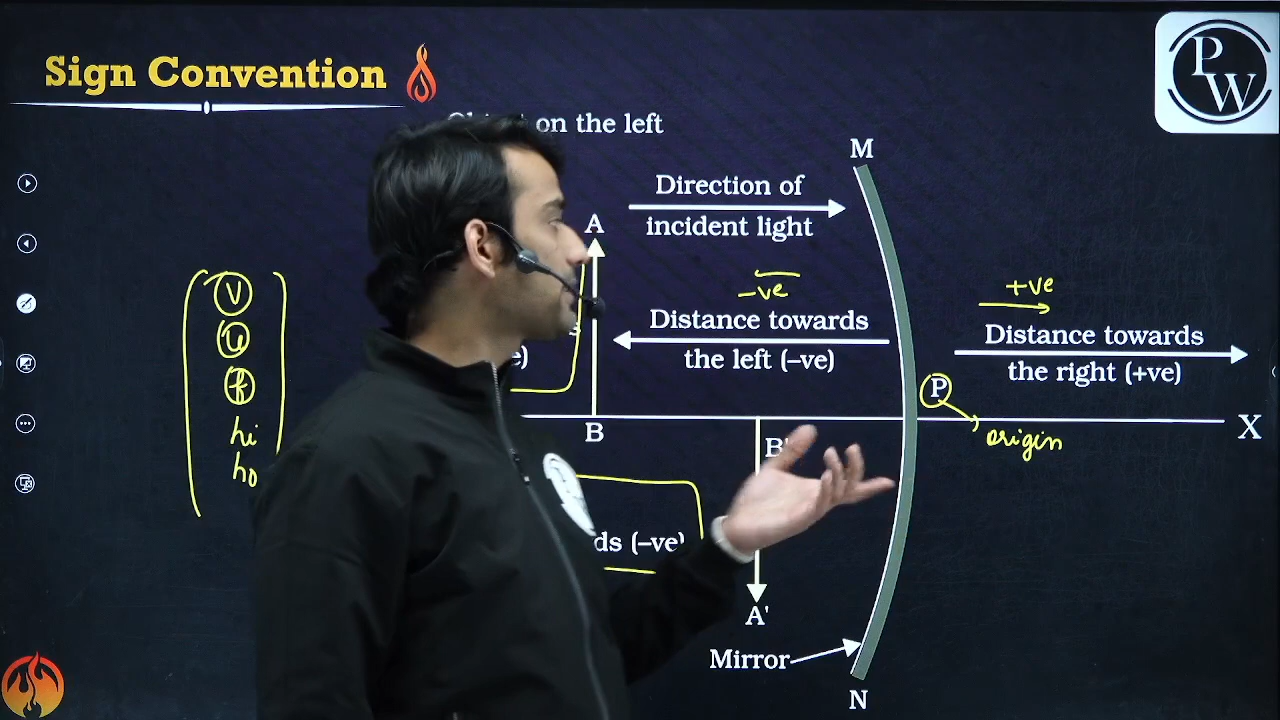 Sign Convention
PW
on the left
M
Direction of
incident light
A
-ve
+ve
Distance towards
the left (–ve)
Distance towards
the right (+ve)
v
u
f
hi
ho
P
origin
B
B'
X
ds (–ve)
A'
Mirror
N